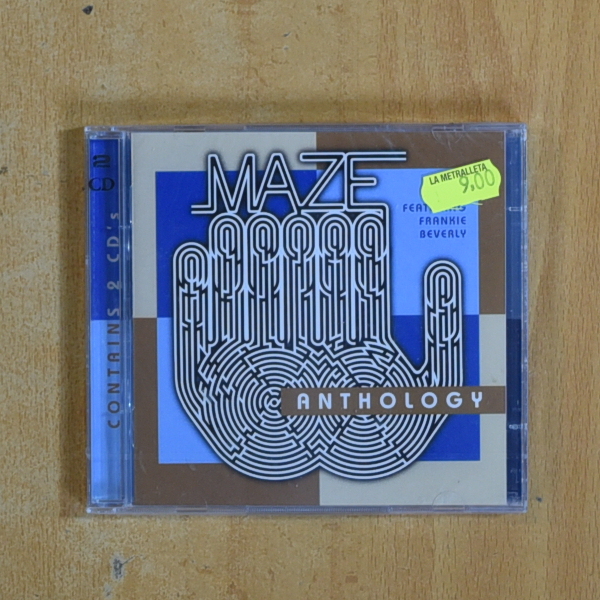 2
CD
CONTAINS 2 CD's
MAZE
LA METRALLETA
9,00
FRANKIE
BEVERLY
ANTHOLOGY